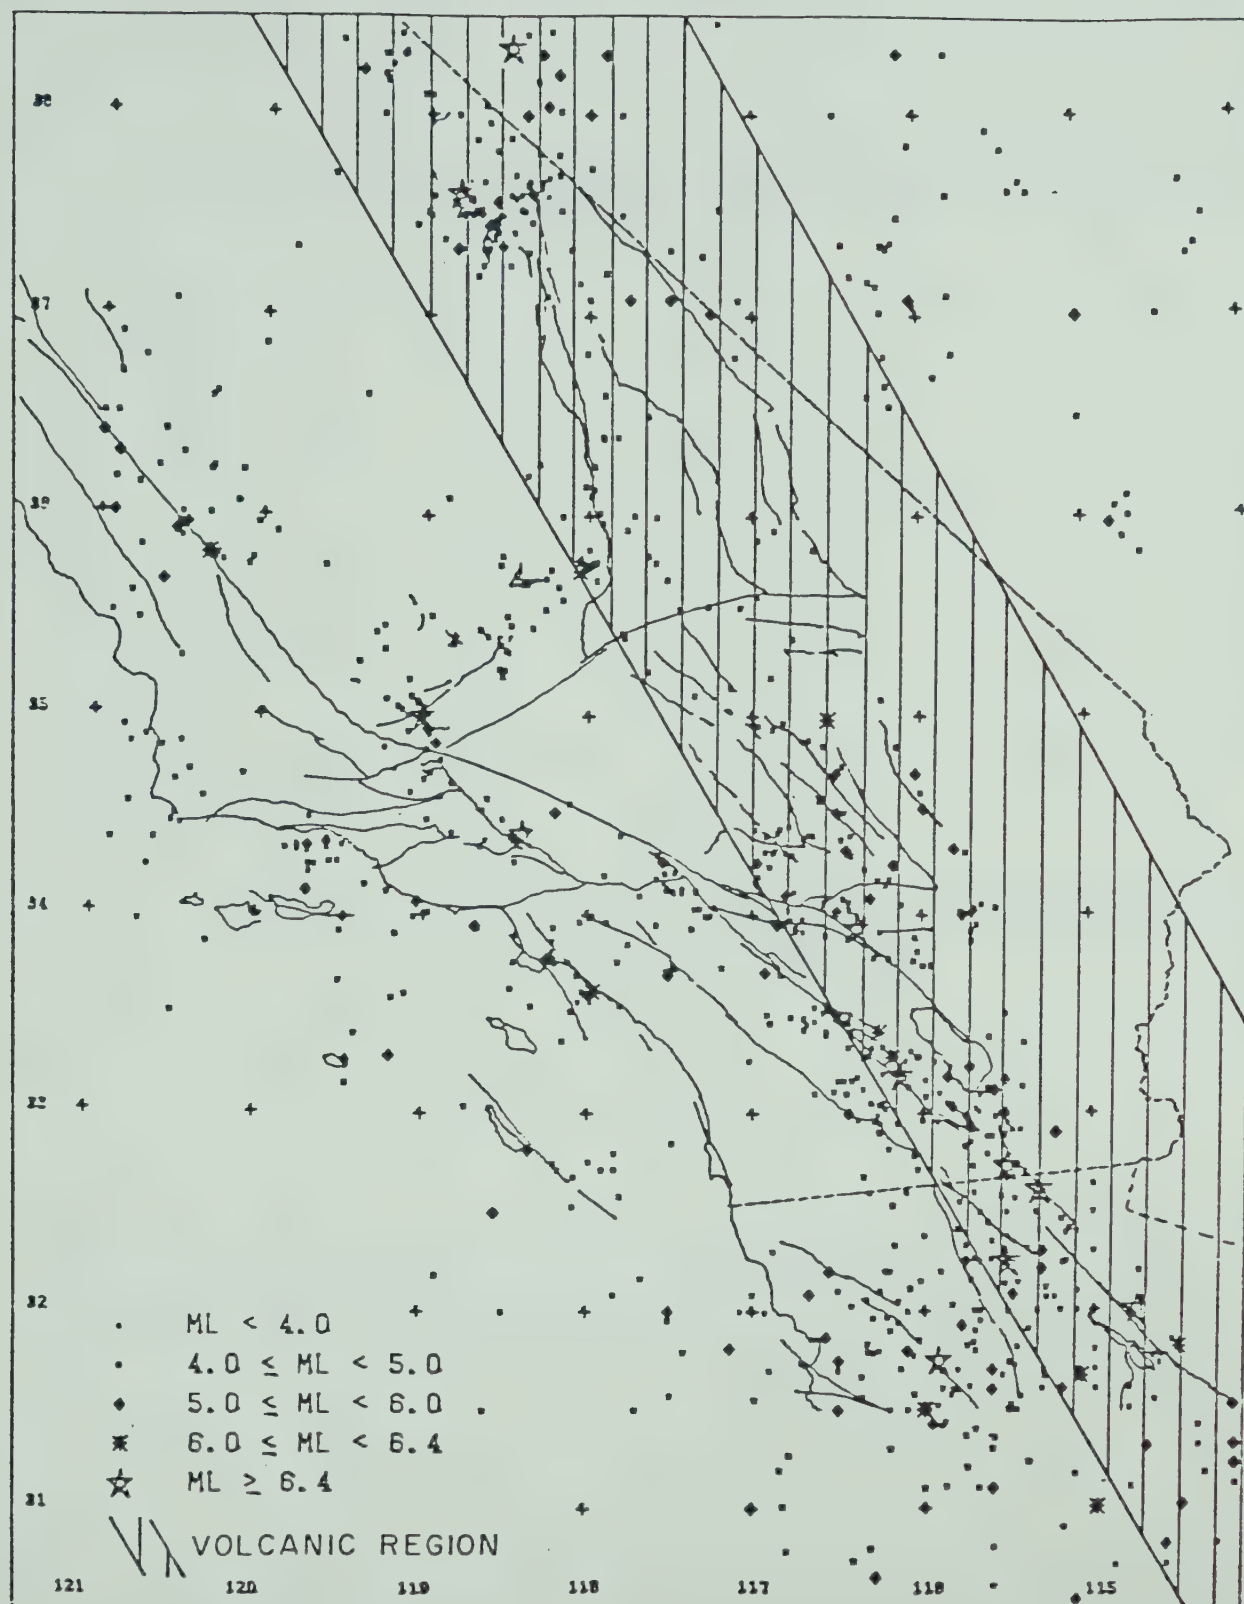 38
37
36
35
34
33
32
ML < 4.0
4.0 ≤ ML < 5.0
5.0 ≤ ML < 6.0
6.0 ≤ ML < 6.4
ML ≥ 6.4
31
VOLCANIC REGION
121 120 119 118 117 116 115